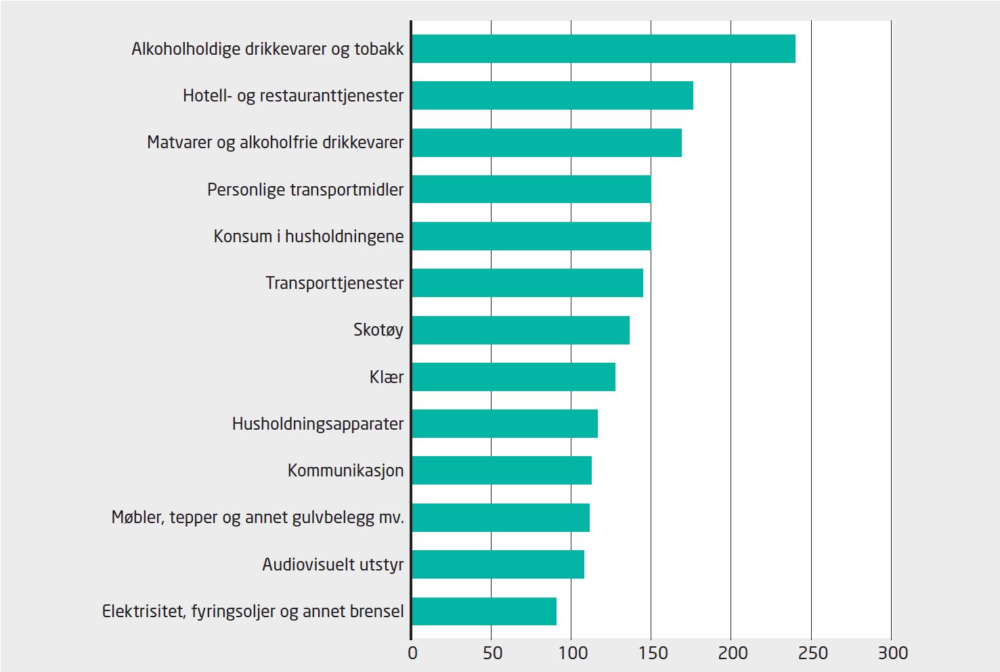 Alkoholholdige drikkevarer og tobakk
Hotell- og restauranttjenester
Matvarer og alkoholfrie drikkevarer
Personlige transportmidler
Konsum i husholdningene
Transporttjenester
Skotøy
Klær
Husholdningsapparater
Kommunikasjon
Møbler, tepper og annet gulvbelegg mv.
Audiovisuelt utstyr
Elektrisitet, fyringsoljer og annet brensel
0 50 100 150 200 250 300